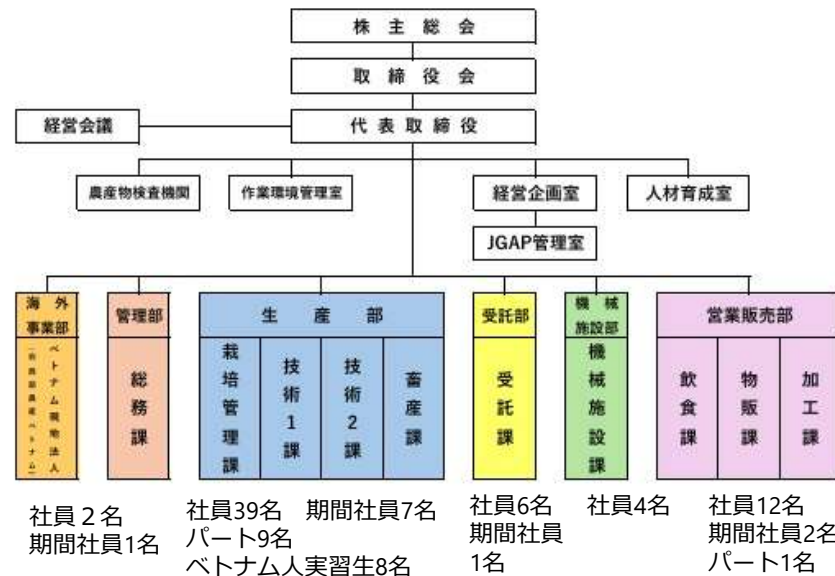 株主総会
取締役会
経営会議
代表取締役
農産物検査機関
作業環境管理室
経営企画室
人材育成室
JGAP管理室
海外
事業部
管理部
生産部
受託部
機械
施設部
営業販売部
ベトナム現地法人
総務課
栽培管理課
技術1課
技術2課
畜産課
受託課
機械施設課
飲食課
物販課
加工課
社員２名
期間社員1名
社員39名 期間社員7名
パート9名
ベトナム人実習生8名
社員6名
期間社員
1名
社員4名
社員12名
期間社員2名
パート1名